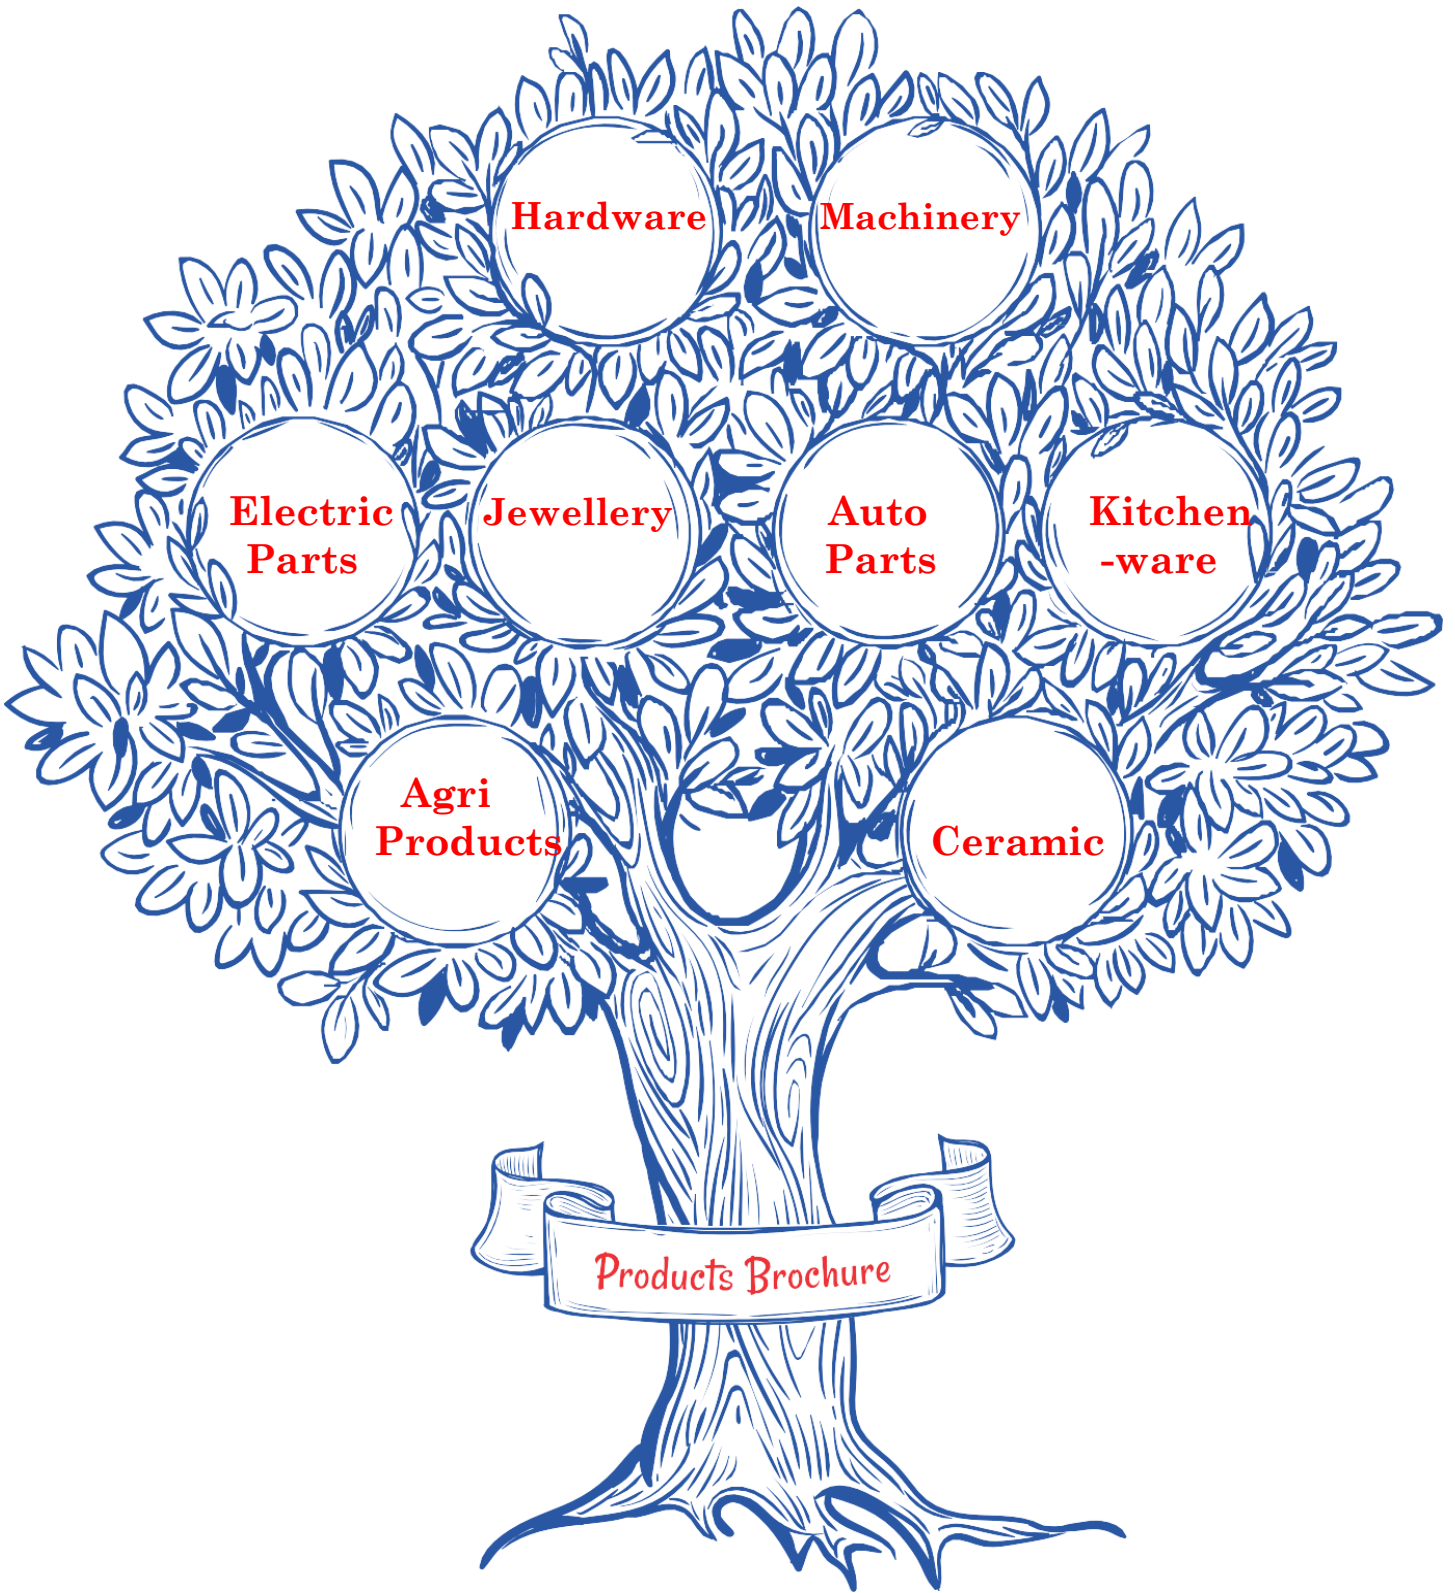 Hardware
Machinery
Electric
Parts
Jewellery
Auto
Parts
Kitchen
-ware
Agri
Products
Ceramic
Products Brochure